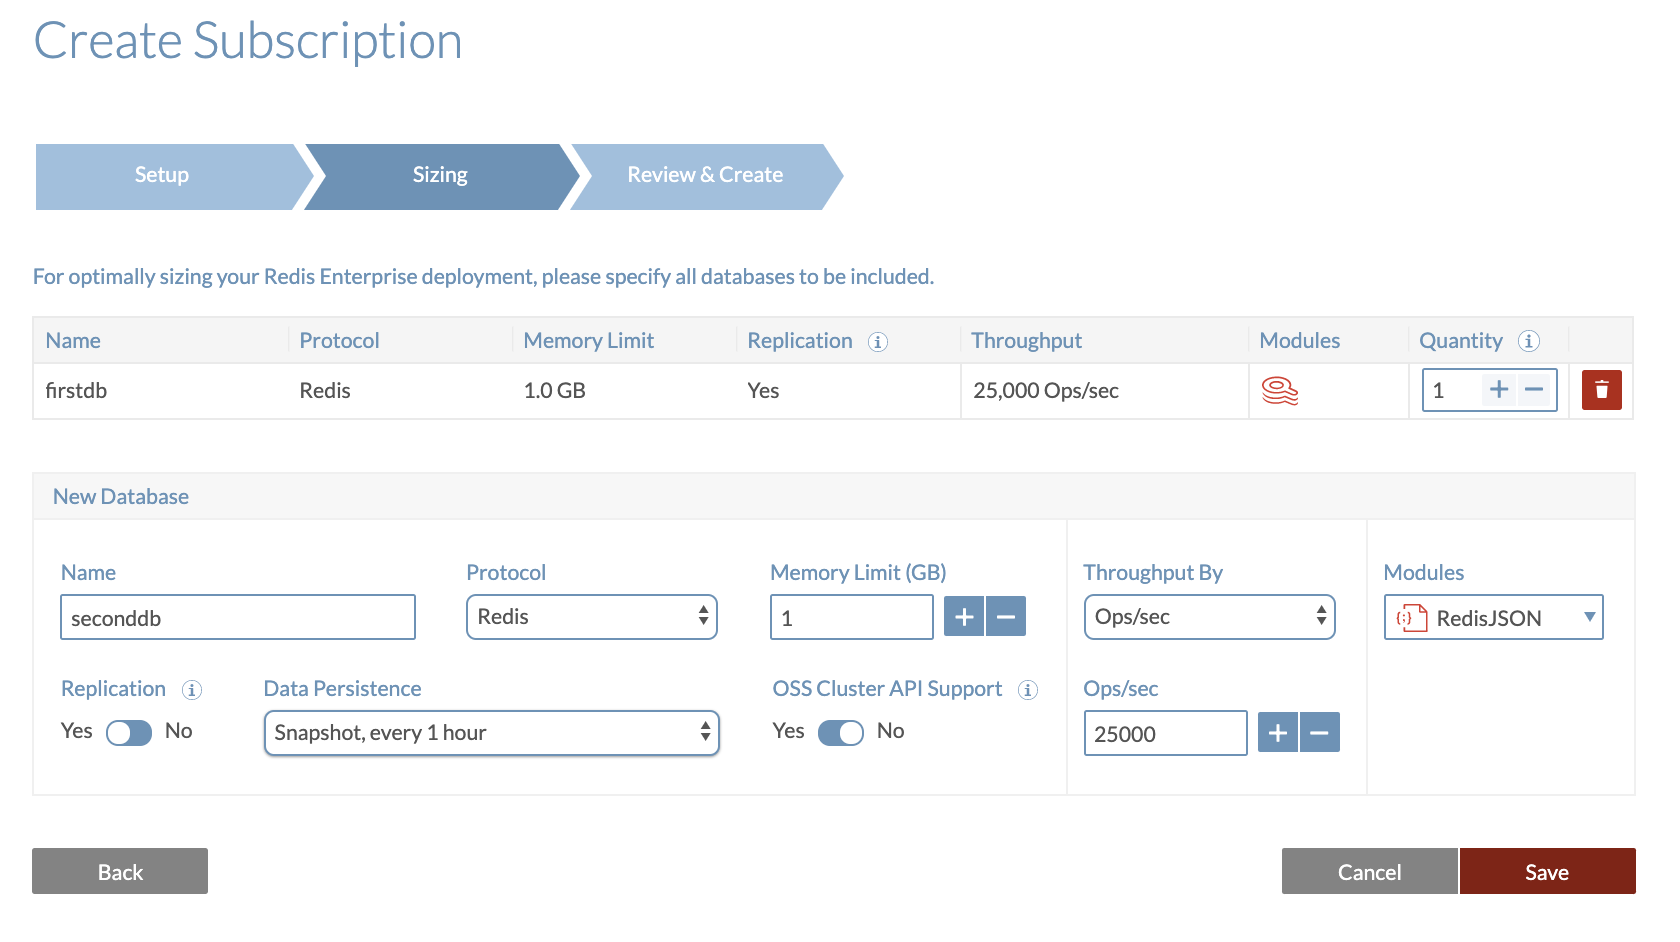 Create Subscription
Setup Sizing Review & Create
For optimally sizing your Redis Enterprise deployment, please specify all databases to be included.
Name Protocol Memory Limit Replication i Throughput Modules Quantity i
firstdb Redis 1.0 GB Yes 25,000 Ops/sec 1 + −
New Database
Name Protocol Memory Limit (GB) Throughput By Modules
seconddb Redis 1 + − Ops/sec {;} RedisJSON
Replication i Data Persistence OSS Cluster API Support i Ops/sec
Yes No Snapshot, every 1 hour Yes No 25000 + −
Back Cancel Save